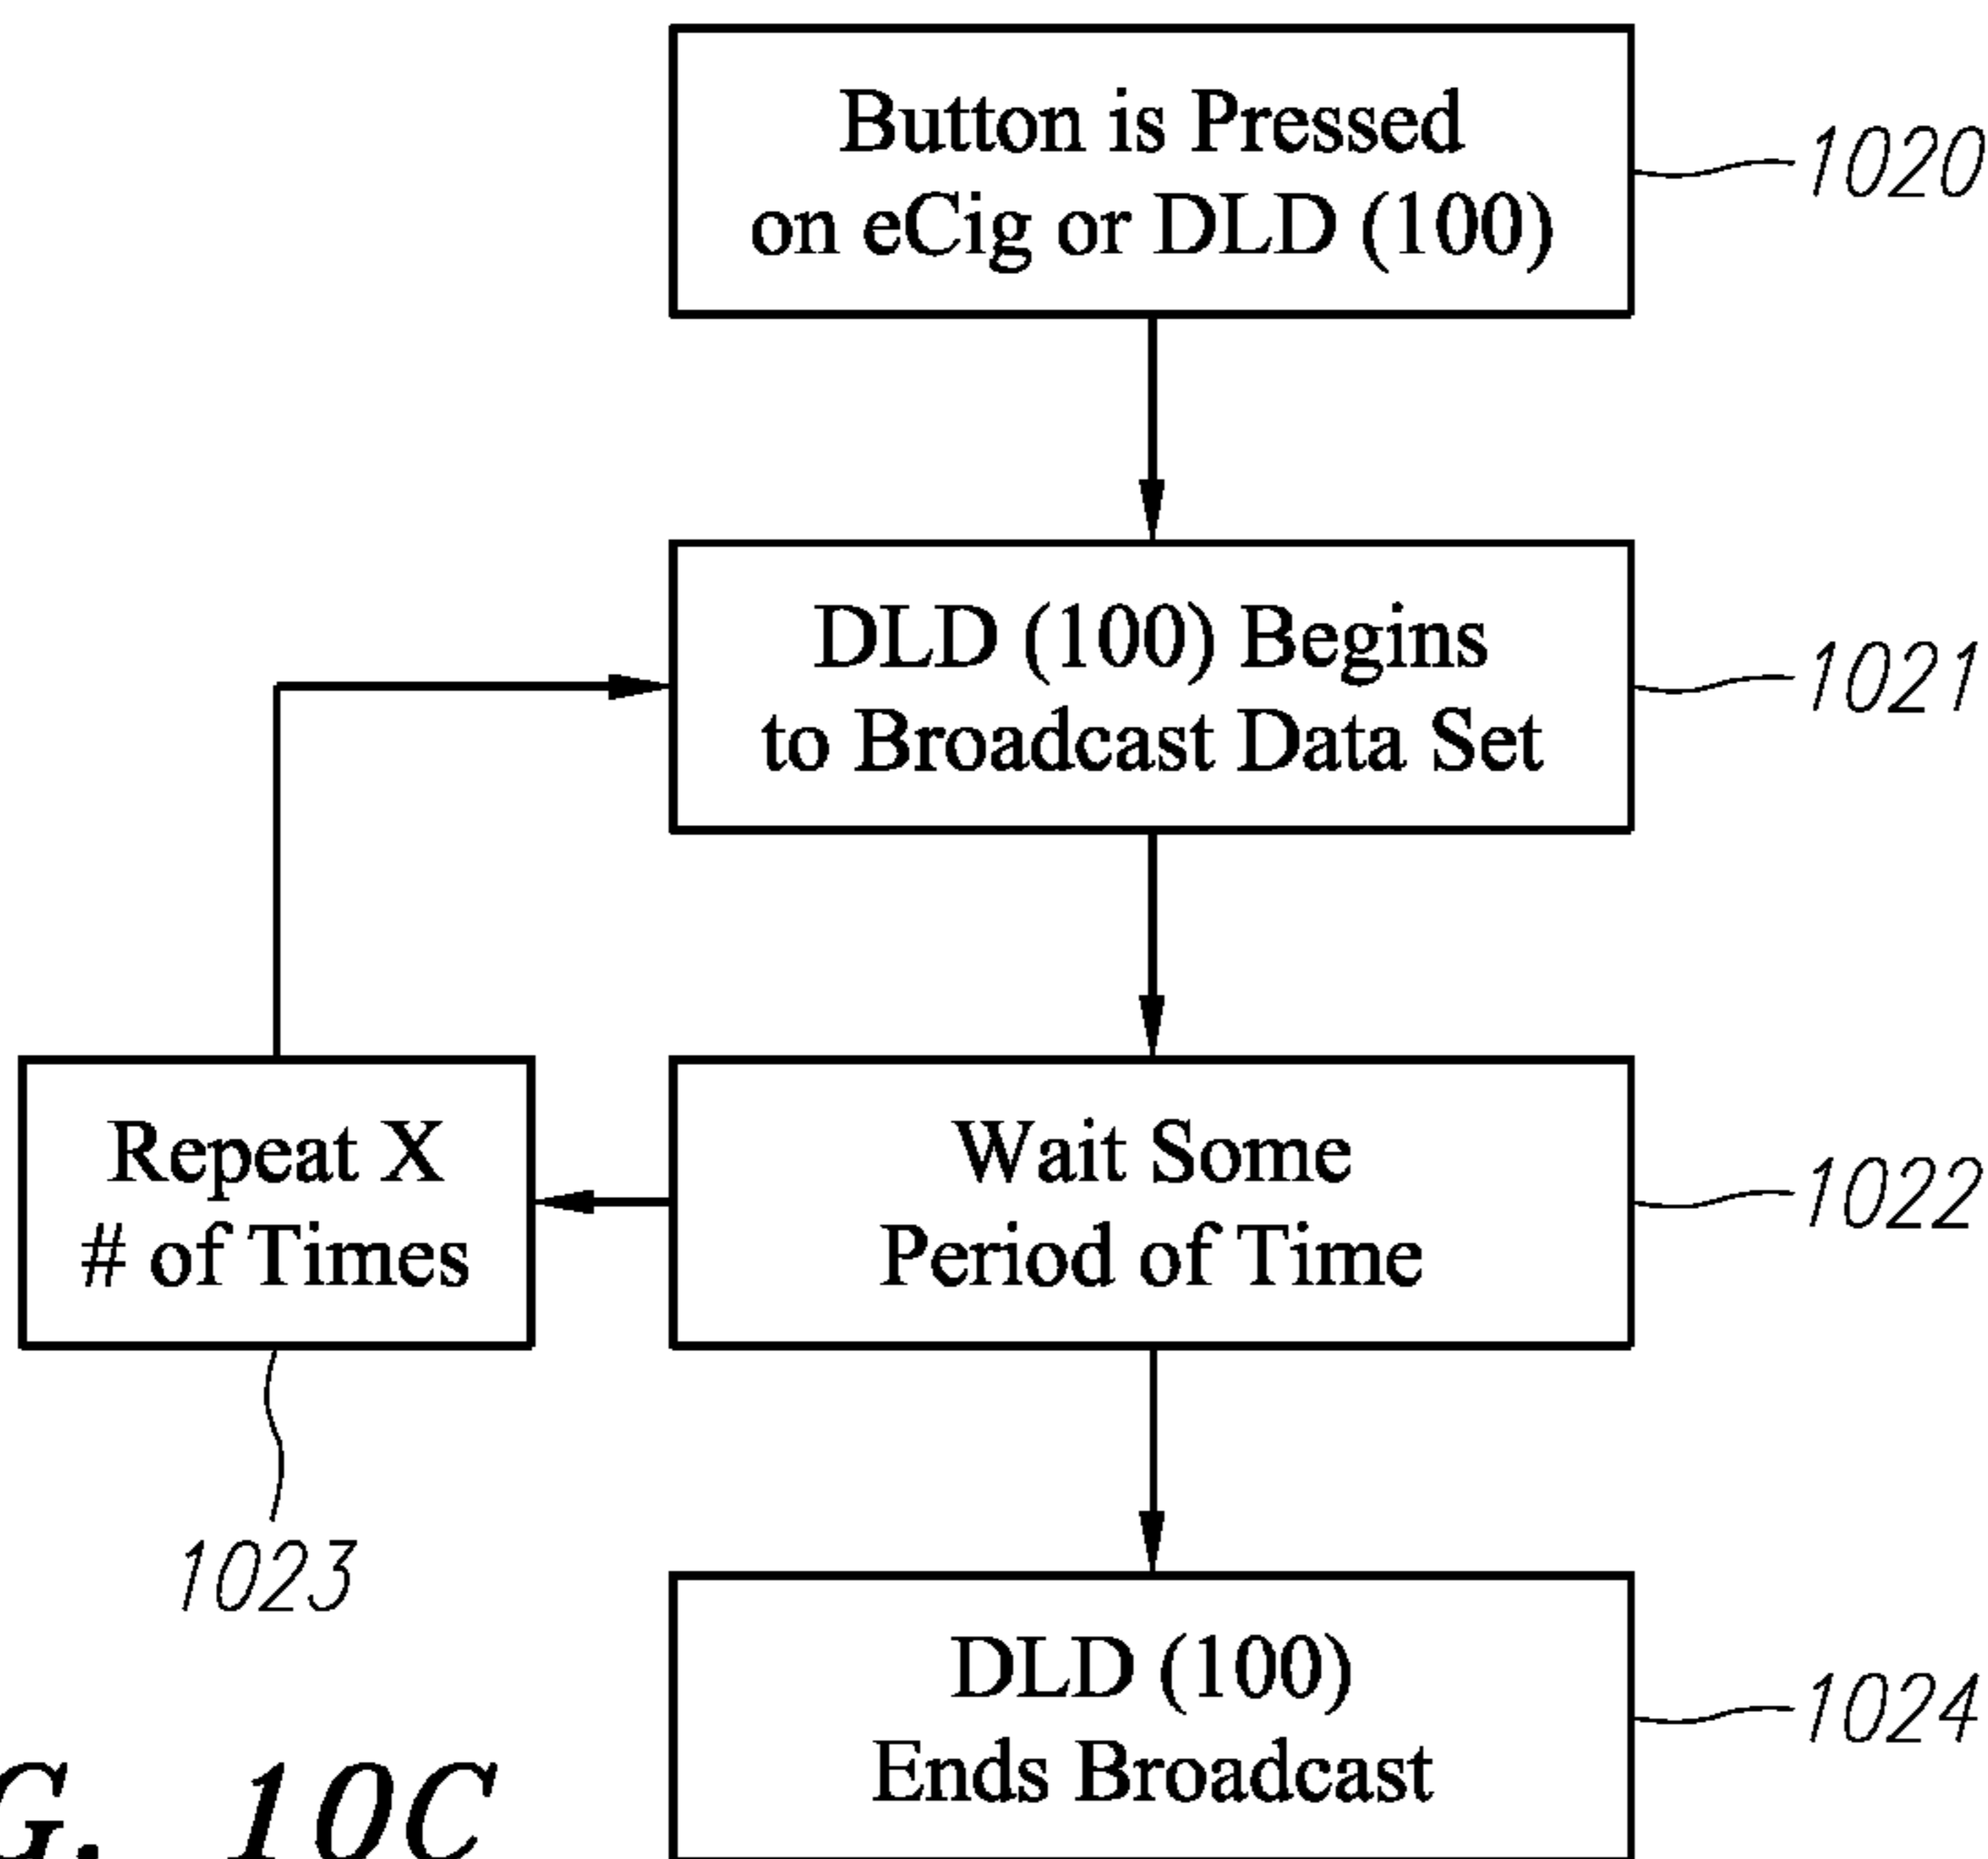 Button is Pressed
on eCig or DLD (100)
1020
DLD (100) Begins
to Broadcast Data Set
1021
Repeat X
# of Times
1023
Wait Some
Period of Time
1022
DLD (100)
Ends Broadcast
1024
G. 10C